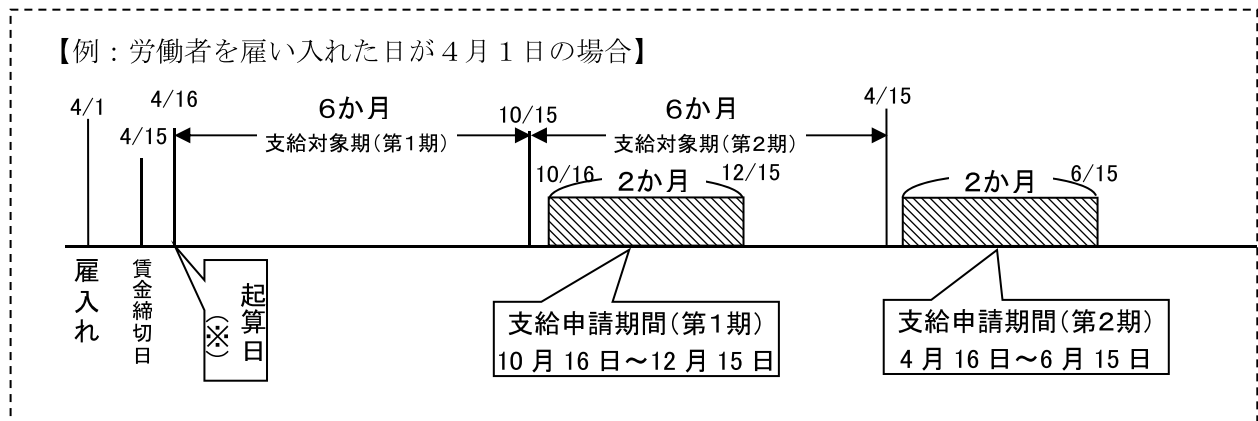 【例：労働者を雇い入れた日が４月１日の場合】
4/1
4/15
4/16
6か月
支給対象期(第1期)
10/15
6か月
支給対象期(第2期)
4/15
10/16
2か月
12/15
2か月
6/15
雇入れ
賃金締切日
起算日
(※)
支給申請期間(第1期)
10月16日～12月15日
支給申請期間(第2期)
4月16日～6月15日